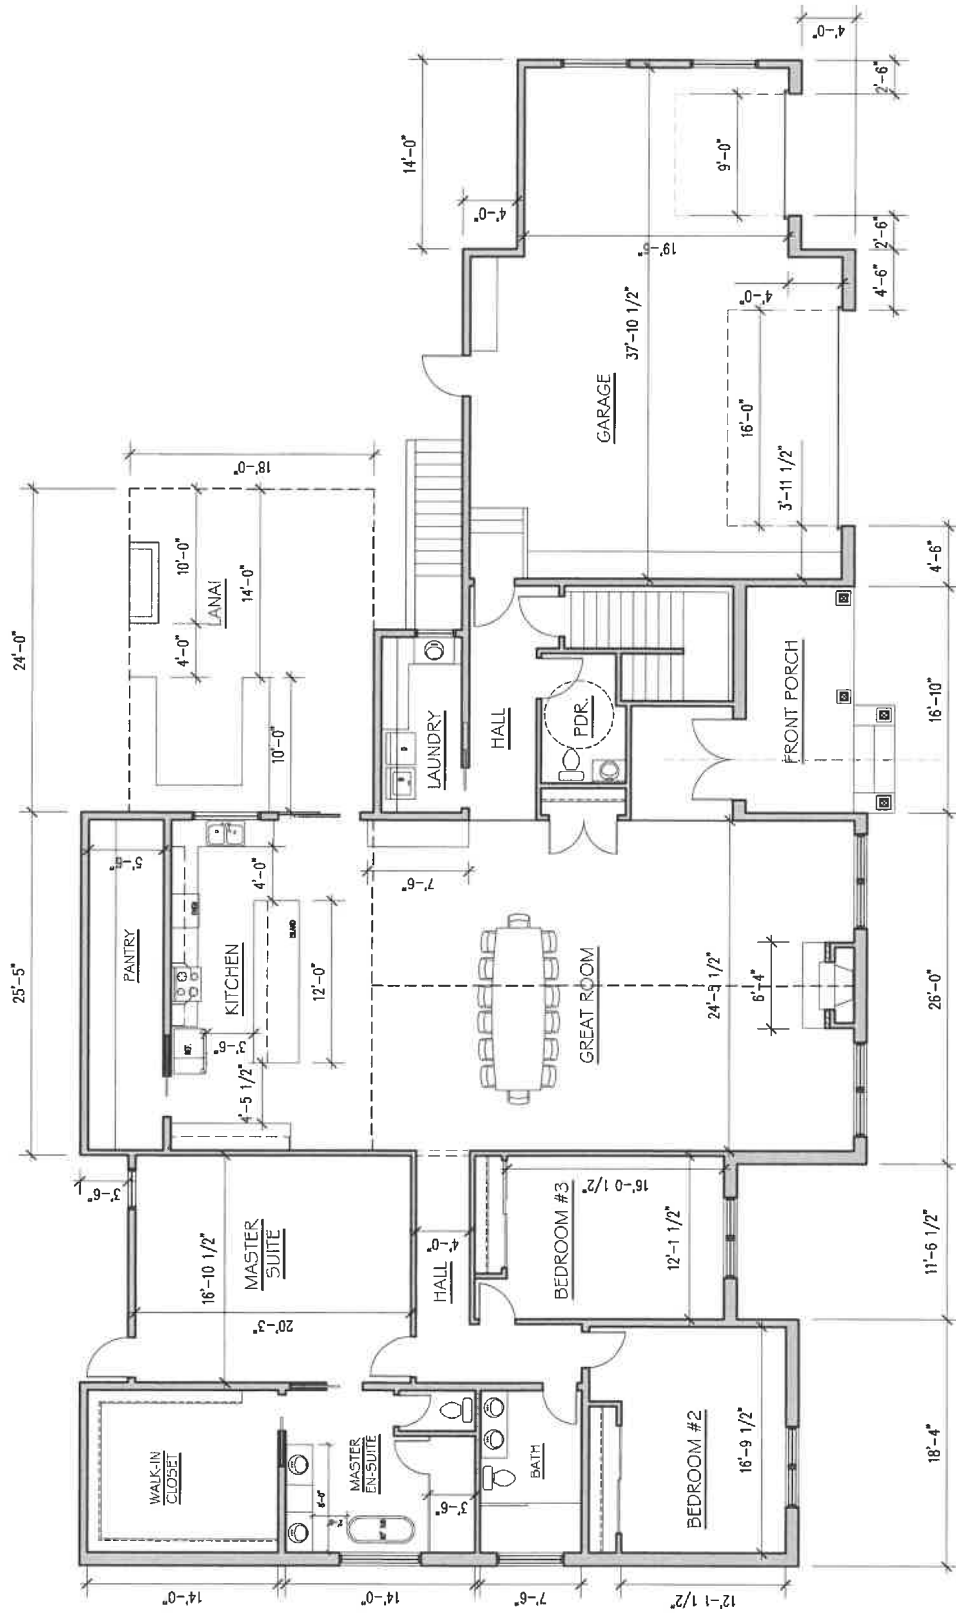 4'-0"
2'-6"
9'-0"
2'-6"
4'-6"
4'-0"
14'-0"
4'-0"
19'-5"
37'-10 1/2"
GARAGE
16'-0"
3'-11 1/2"
4'-6"
18'-0"
24'-0"
10'-0"
LANAI
14'-0"
4'-0"
10'-0"
LAUNDRY
HALL
PDR.
FRONT PORCH
16'-10"
25'-5"
PANTRY
KITCHEN
4'-0"
7'-6"
ISLAND
12'-0"
REF.
3'-6"
4'-5 1/2"
GREAT ROOM
24'-5 1/2"
6'-4"
26'-0"
3'-6"
MASTER
SUITE
16'-10 1/2"
20'-3"
4'-0"
HALL
BEDROOM #3
16'-0 1/2"
12'-1 1/2"
11'-6 1/2"
WALK-IN
CLOSET
MASTER
EN-SUITE
6'-0"
3'-6"
BATH
BEDROOM #2
16'-9 1/2"
18'-4"
14'-0"
14'-0"
7'-6"
12'-1 1/2"